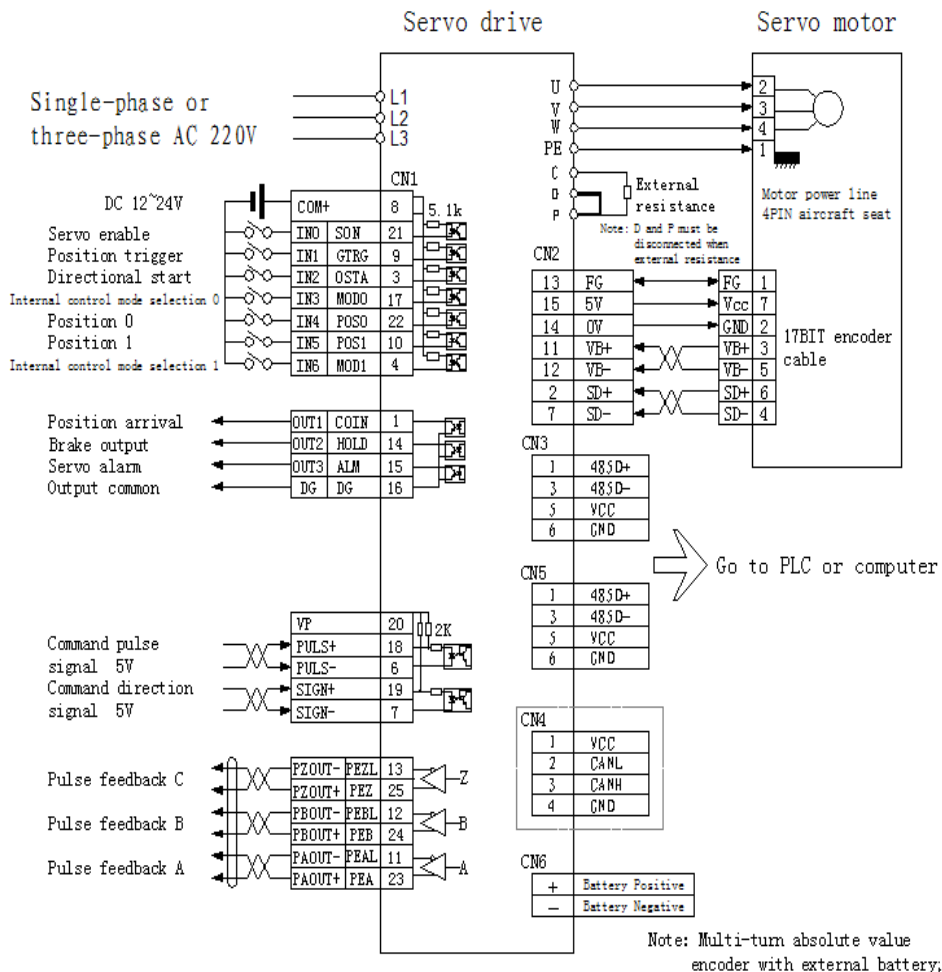 Servo drive
Servo motor
Single-phase or
three-phase AC 220V
L1
L2
L3
U
V
W
PE
C
D
P
2
3
4
1
External
resistance
Note: D and P must be
disconnected when
external resistance
Motor power line
4PIN aircraft seat
CN1
DC 12~24V
COM+ 8
5.1k
Servo enable IN0 SON 21
Position trigger IN1 GTRG 9
Directional start IN2 OSTA 3
Internal control mode selection 0 IN3 MOD0 17
Position 0 IN4 POS0 22
Position 1 IN5 POS1 10
Internal control mode selection 1 IN6 MOD1 4
Position arrival OUT1 COIN 1
Brake output OUT2 HOLD 14
Servo alarm OUT3 ALM 15
Output common DG DG 16
VP 20
2K
Command pulse
signal 5V
PULS+ 18
PULS- 6
Command direction
signal 5V
SIGN+ 19
SIGN- 7
Pulse feedback C
PZOUT- PEZL 13
PZOUT+ PEZ 25
Z
Pulse feedback B
PBOUT- PEBL 12
PBOUT+ PEB 24
B
Pulse feedback A
PAOUT- PEAL 11
PAOUT+ PEA 23
A
CN2
13 FG FG 1
15 5V Vcc 7
14 0V GND 2
11 VB+ VB+ 3
12 VB- VB- 5
2 SD+ SD+ 6
7 SD- SD- 4
17BIT encoder
cable
CN3
1 485D+
3 485D-
5 VCC
6 GND
Go to PLC or computer
CN5
1 485D+
3 485D-
5 VCC
6 GND
CN4
1 VCC
2 CANL
3 CANH
4 GND
CN6
+ Battery Positive
- Battery Negative
Note: Multi-turn absolute value
encoder with external battery;